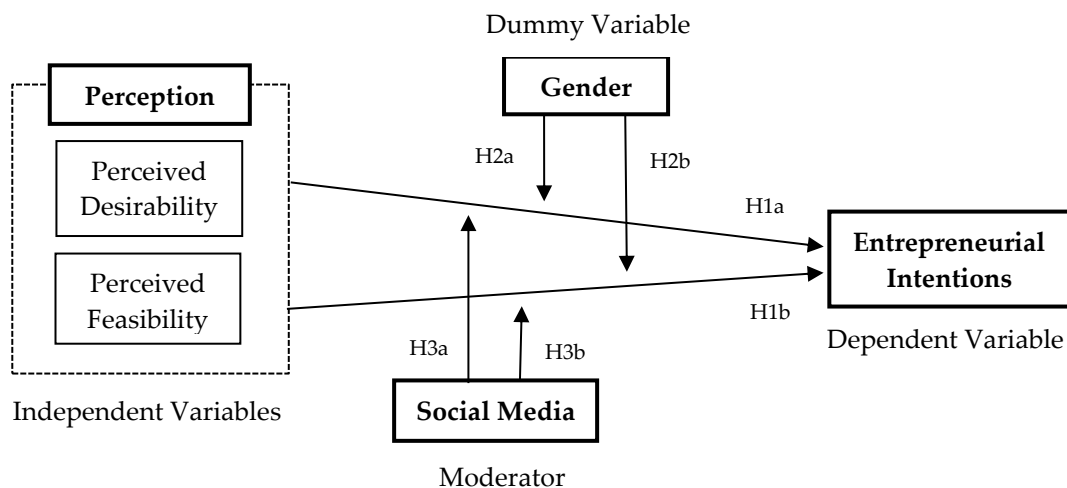 Dummy Variable
Gender
Perception
Perceived
Desirability
Perceived
Feasibility
Independent Variables
H2a
H2b
H1a
H1b
H3a
H3b
Entrepreneurial
Intentions
Dependent Variable
Social Media
Moderator